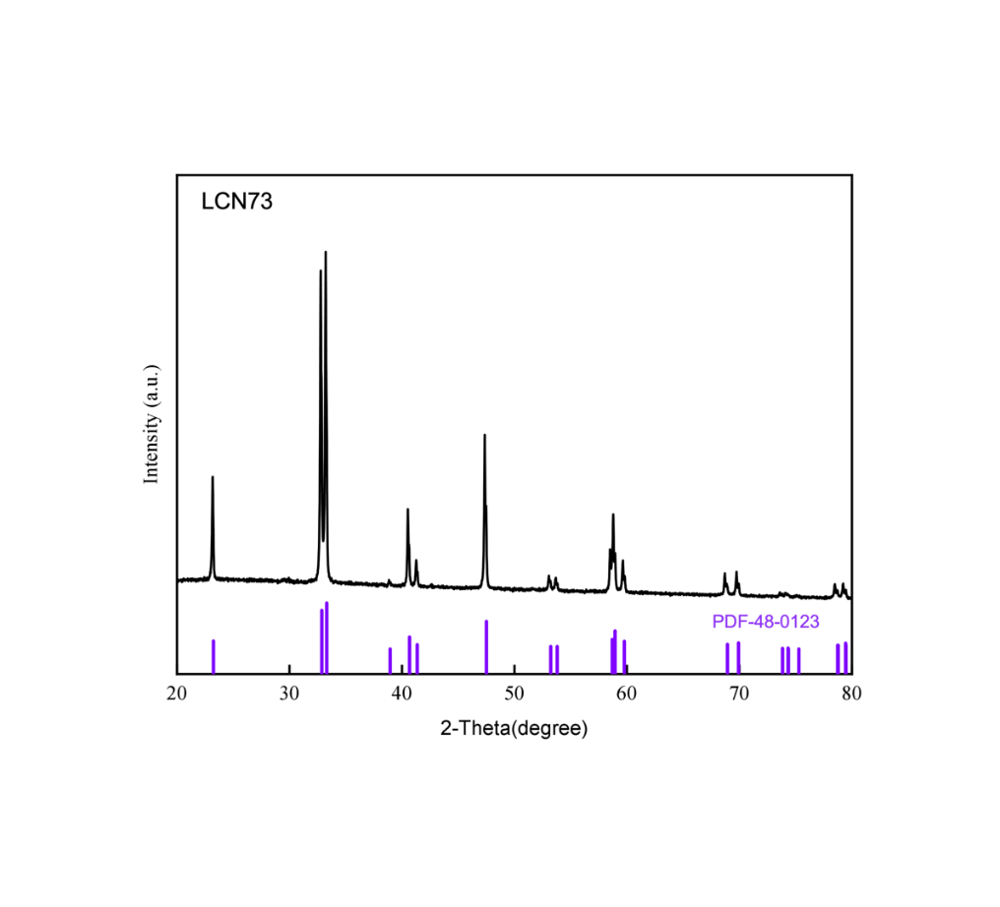 LCN73
Intensity (a.u.)
PDF-48-0123
20 30 40 50 60 70 80
2-Theta(degree)